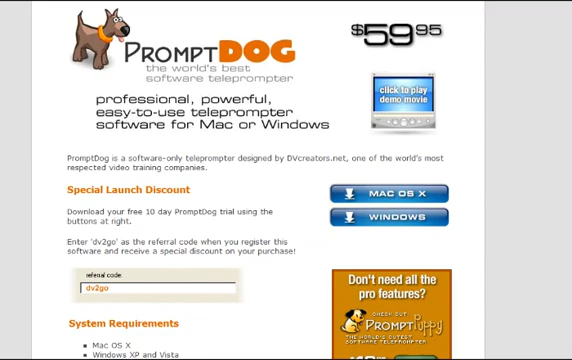 PROMPTDOG
the world's best
software teleprompter
$59.95
professional, powerful,
easy-to-use teleprompter
software for Mac or Windows
click to play
demo movie
PromptDog is a software-only teleprompter designed by DVcreators.net, one of the world's most
respected video training companies.
Special Launch Discount
Download your free 10 day PromptDog trial using the
buttons at right.
Enter 'dv2go' as the referral code when you register this
software and receive a special discount on your purchase!
MAC OS X
WINDOWS
referral code:
dv2go
Don't need all the
pro features?
CHECK OUT
PROMPTPUPPY
THE WORLD'S CUTEST
SOFTWARE TELEPROMPTER
System Requirements
Mac OS X
Windows XP and Vista